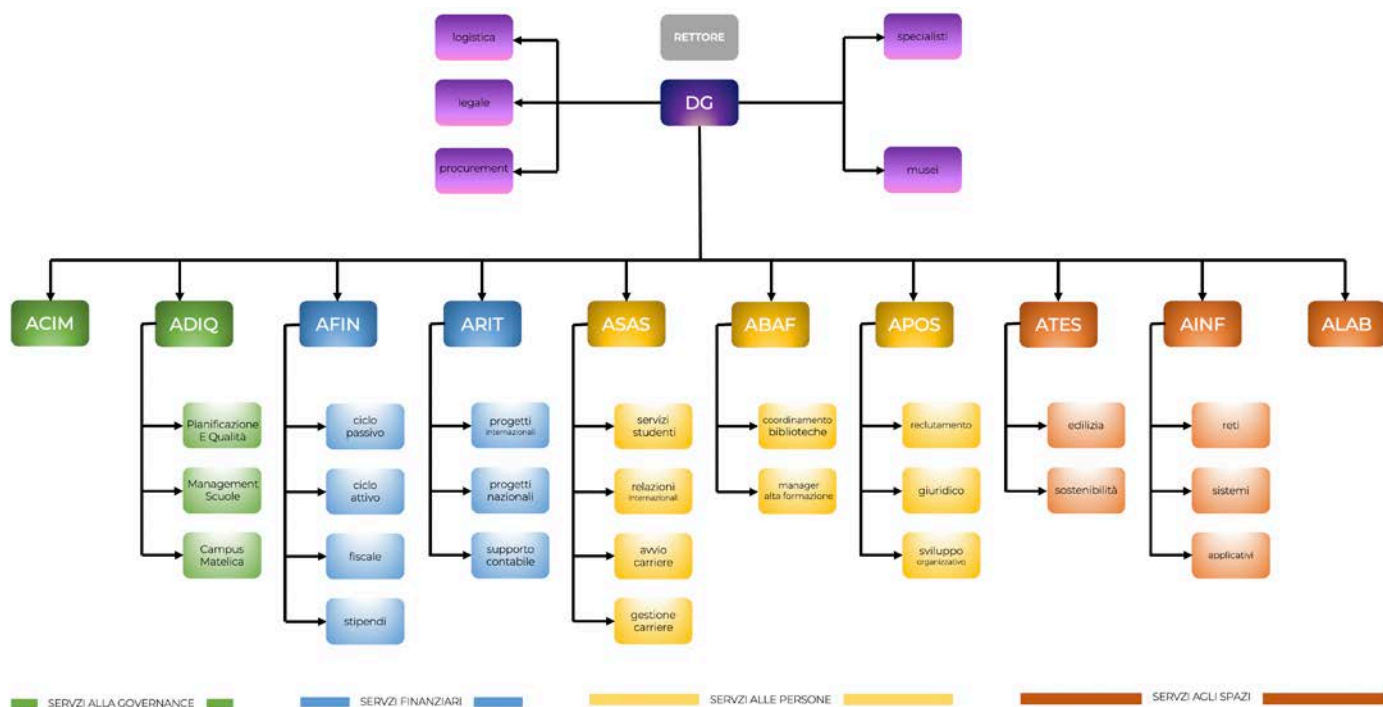 logistica
RETTORE
specialisti
legale
DG
procurement
musei
ACIM
ADIQ
AFIN
ARIT
ASAS
ABAF
APOS
ATES
AINF
ALAB
Pianificazione
E Qualità
ciclo
passivo
progetti
internazionali
servizi
studenti
coordinamento
biblioteche
reclutamento
edilizia
reti
Management
Scuole
ciclo
attivo
progetti
nazionali
relazioni
internazionali
manager
alta formazione
giuridico
sostenibilità
sistemi
Campus
Matelica
fiscale
supporto
contabile
avvio
carriere
sviluppo
organizzativo
applicativi
stipendi
gestione
carriere
SERVZI ALLA GOVERNANCE
SERVZI FINANZIARI
SERVZI ALLE PERSONE
SERVZI AGLI SPAZI